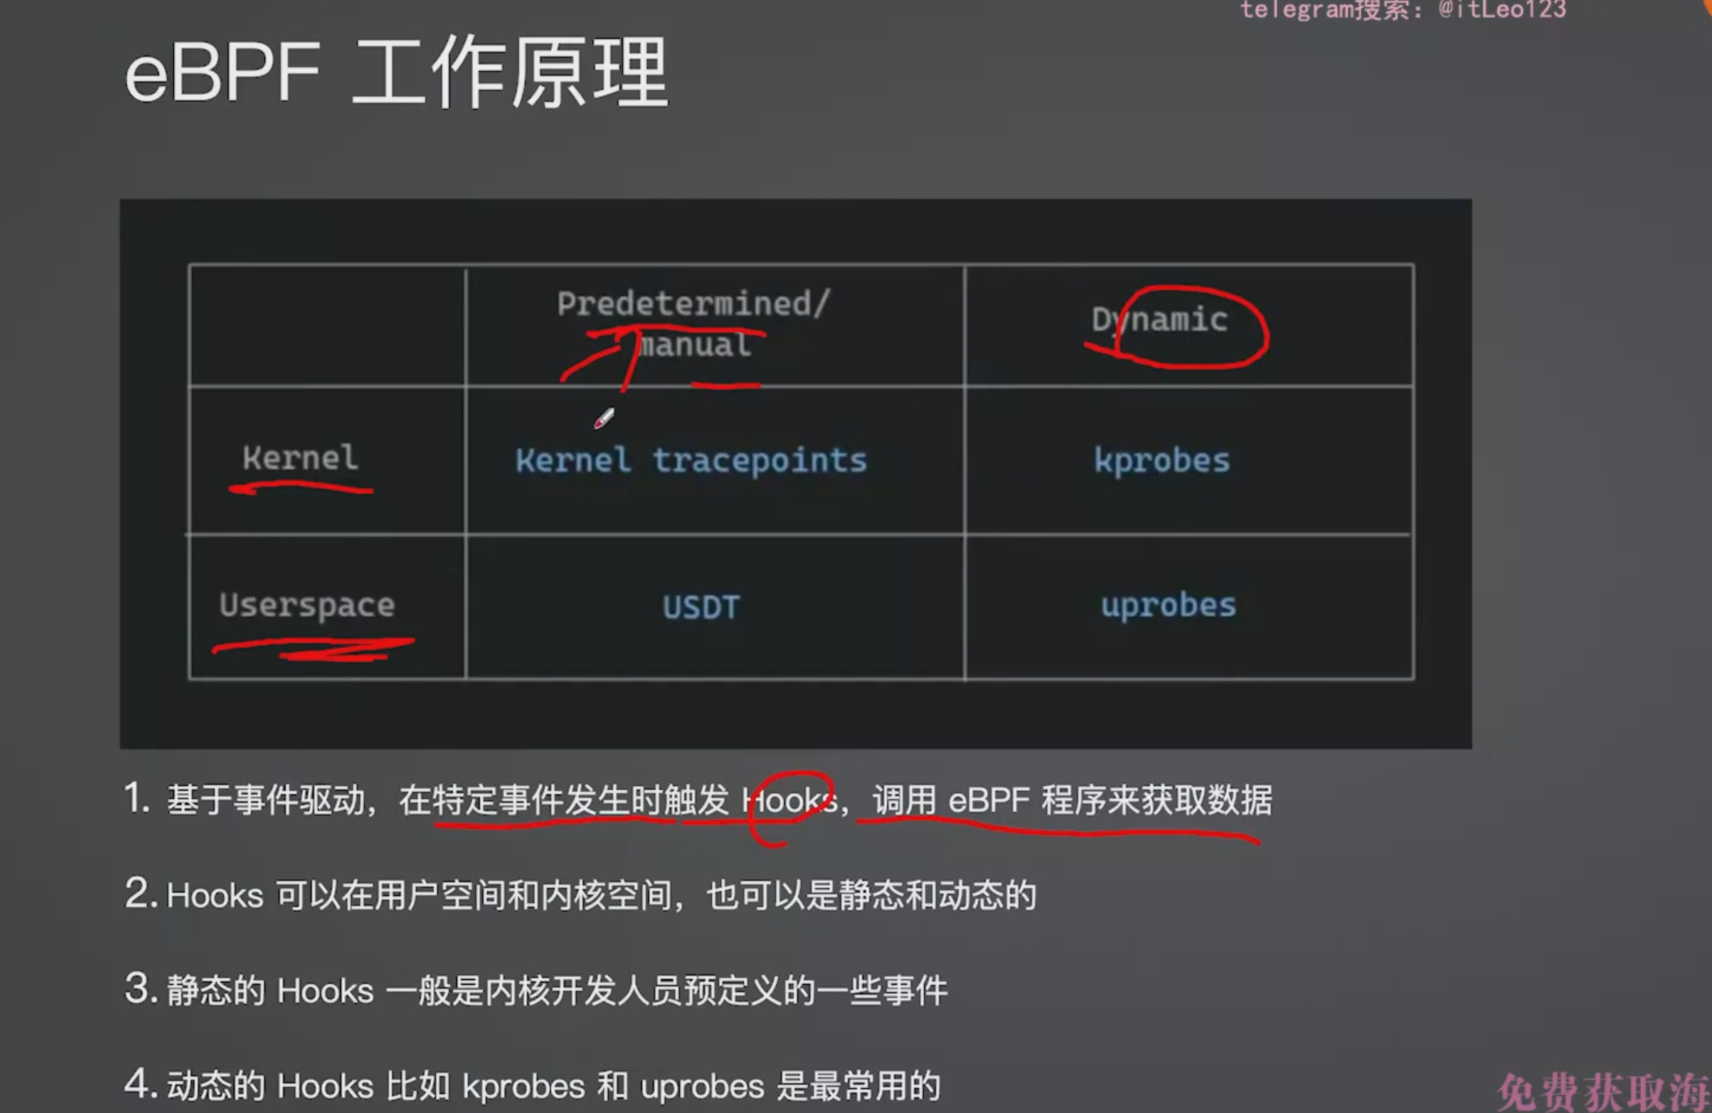 telegram搜索：@itLeo123
eBPF 工作原理
Predetermined/
manual
Dynamic
Kernel
Kernel tracepoints
kprobes
Userspace
USDT
uprobes
1. 基于事件驱动，在特定事件发生时触发 Hooks，调用 eBPF 程序来获取数据
2. Hooks 可以在用户空间和内核空间，也可以是静态和动态的
3. 静态的 Hooks 一般是内核开发人员预定义的一些事件
4. 动态的 Hooks 比如 kprobes 和 uprobes 是最常用的
免费获取海